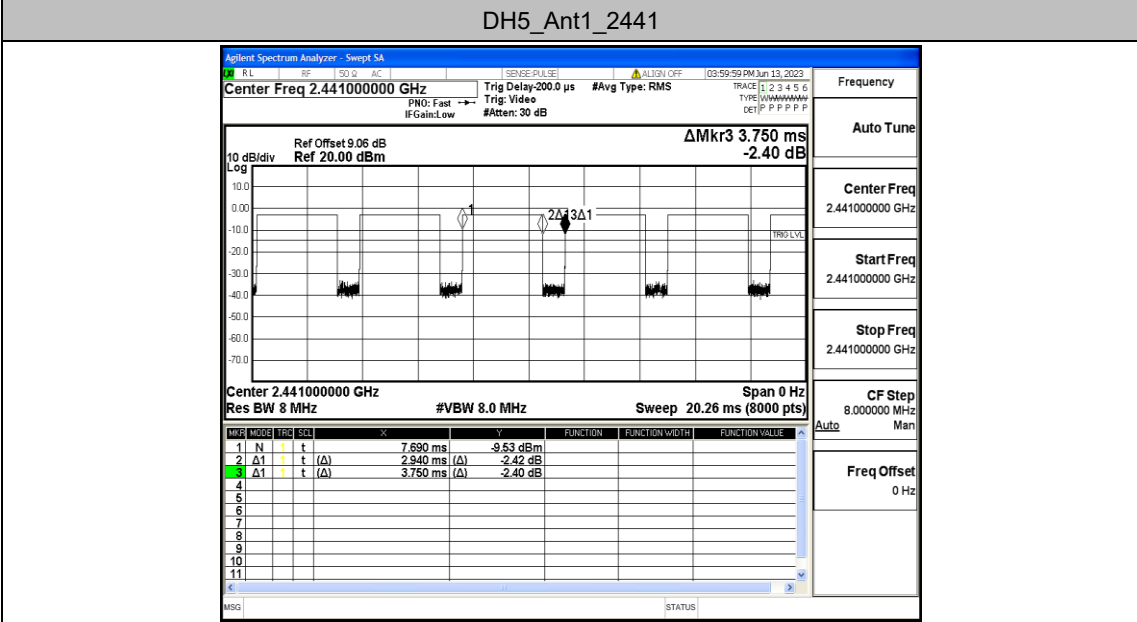 DH5_Ant1_2441
Agilent Spectrum Analyzer - Swept SA
RL RF 50 Ω AC SENSE:PULSE ALIGN OFF 03:59:59 PM Jun 13, 2023
Center Freq 2.441000000 GHz
PNO: Fast
IFGain:Low
Trig Delay-200.0 µs
Trig: Video
#Atten: 30 dB
#Avg Type: RMS
TRACE 1 2 3 4 5 6
TYPE WWWWWW
DET P P P P P P
ΔMkr3 3.750 ms
-2.40 dB
Ref Offset 9.06 dB
10 dB/div Ref 20.00 dBm
Log
10.0
0.00
-10.0
-20.0
-30.0
-40.0
-50.0
-60.0
-70.0
1
2Δ1 3Δ1
TRIG LVL
Center 2.441000000 GHz Span 0 Hz
Res BW 8 MHz #VBW 8.0 MHz Sweep 20.26 ms (8000 pts)
MKR MODE TRC SCL X Y FUNCTION FUNCTION WIDTH FUNCTION VALUE
1 N 1 t 7.690 ms -9.53 dBm
2 Δ1 1 t (Δ) 2.940 ms (Δ) -2.42 dB
3 Δ1 1 t (Δ) 3.750 ms (Δ) -2.40 dB
4
5
6
7
8
9
10
11
MSG STATUS
Frequency
Auto Tune
Center Freq
2.441000000 GHz
Start Freq
2.441000000 GHz
Stop Freq
2.441000000 GHz
CF Step
8.000000 MHz
Auto Man
Freq Offset
0 Hz